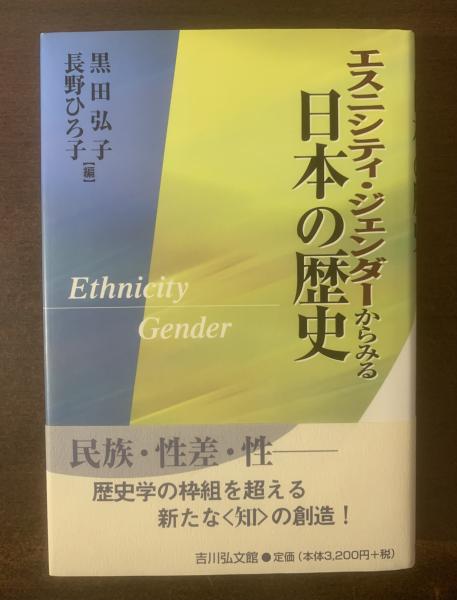 エスニシティ・ジェンダーからみる
日本の歴史
黒田弘子
長野ひろ子【編】
Ethnicity
Gender
民族・性差・性――
歴史学の枠組を超える
新たな〈知〉の創造！
吉川弘文館●定価（本体3,200円+税）